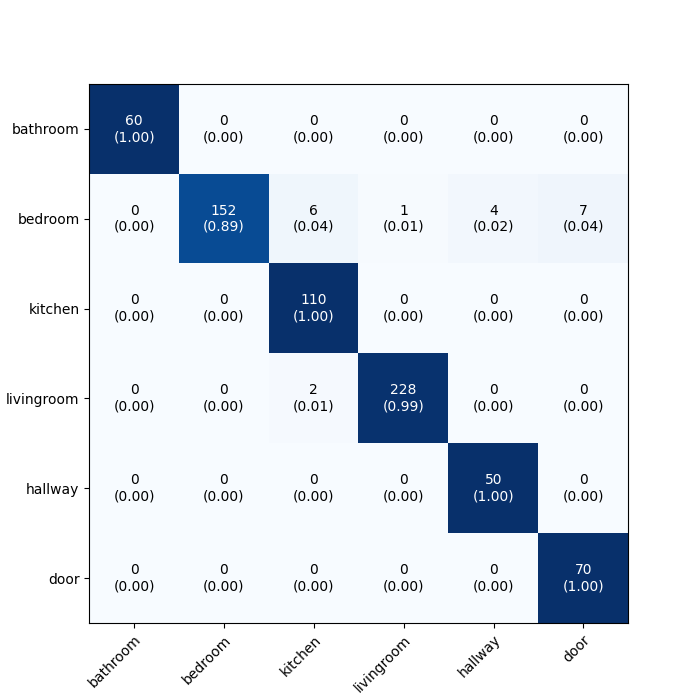 bathroom
60 0 0 0 0 0
(1.00) (0.00) (0.00) (0.00) (0.00) (0.00)
bedroom
0 152 6 1 4 7
(0.00) (0.89) (0.04) (0.01) (0.02) (0.04)
kitchen
0 0 110 0 0 0
(0.00) (0.00) (1.00) (0.00) (0.00) (0.00)
livingroom
0 0 2 228 0 0
(0.00) (0.00) (0.01) (0.99) (0.00) (0.00)
hallway
0 0 0 0 50 0
(0.00) (0.00) (0.00) (0.00) (1.00) (0.00)
door
0 0 0 0 0 70
(0.00) (0.00) (0.00) (0.00) (0.00) (1.00)
bathroom bedroom kitchen livingroom hallway door